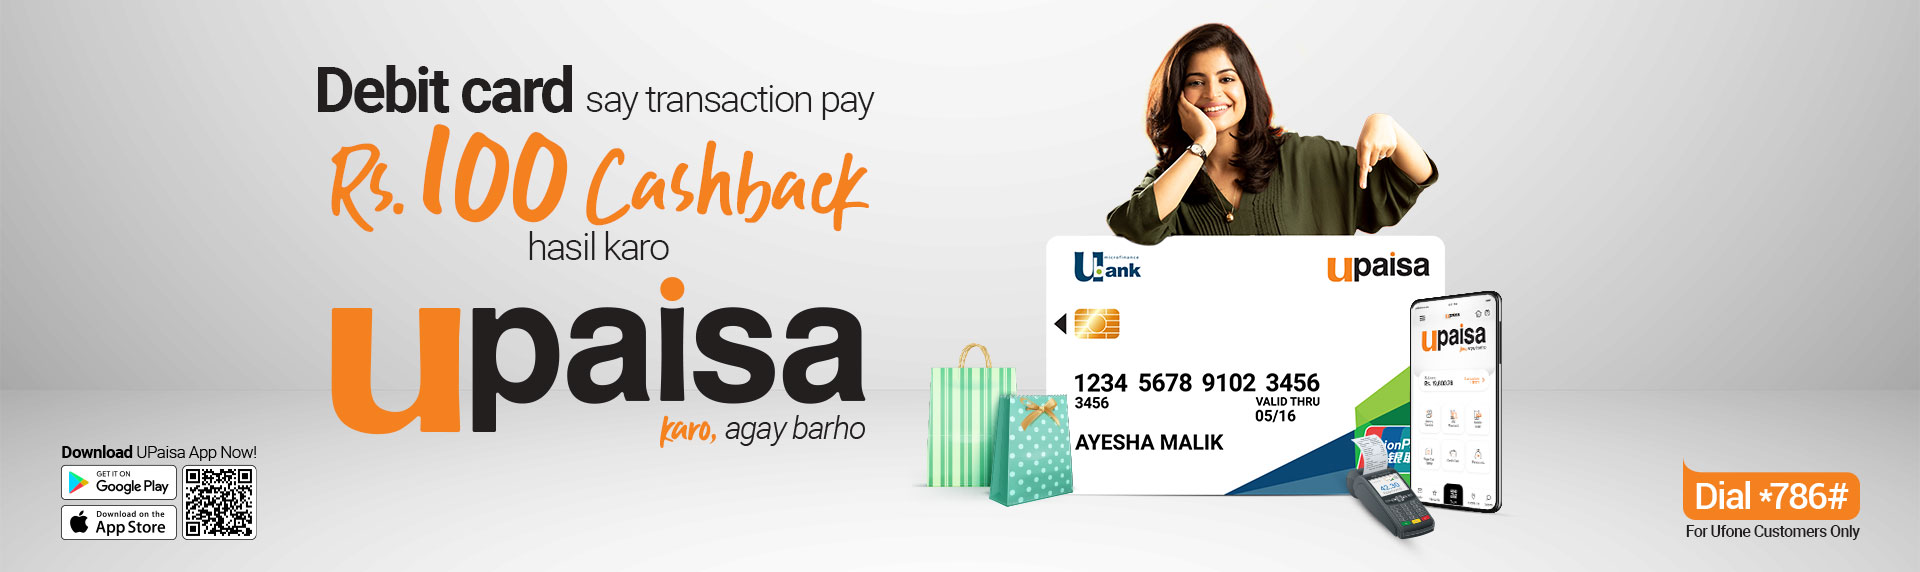 Debit card say transaction pay
Rs. 100 Cashback
hasil karo
upaisa
karo, agay barho
Download UPaisa App Now!
GET IT ON
Google Play
Download on the
App Store
microfinance
U Bank
upaisa
1234 5678 9102 3456
3456
VALID THRU
05/16
AYESHA MALIK
upaisa
Dial *786#
For Ufone Customers Only